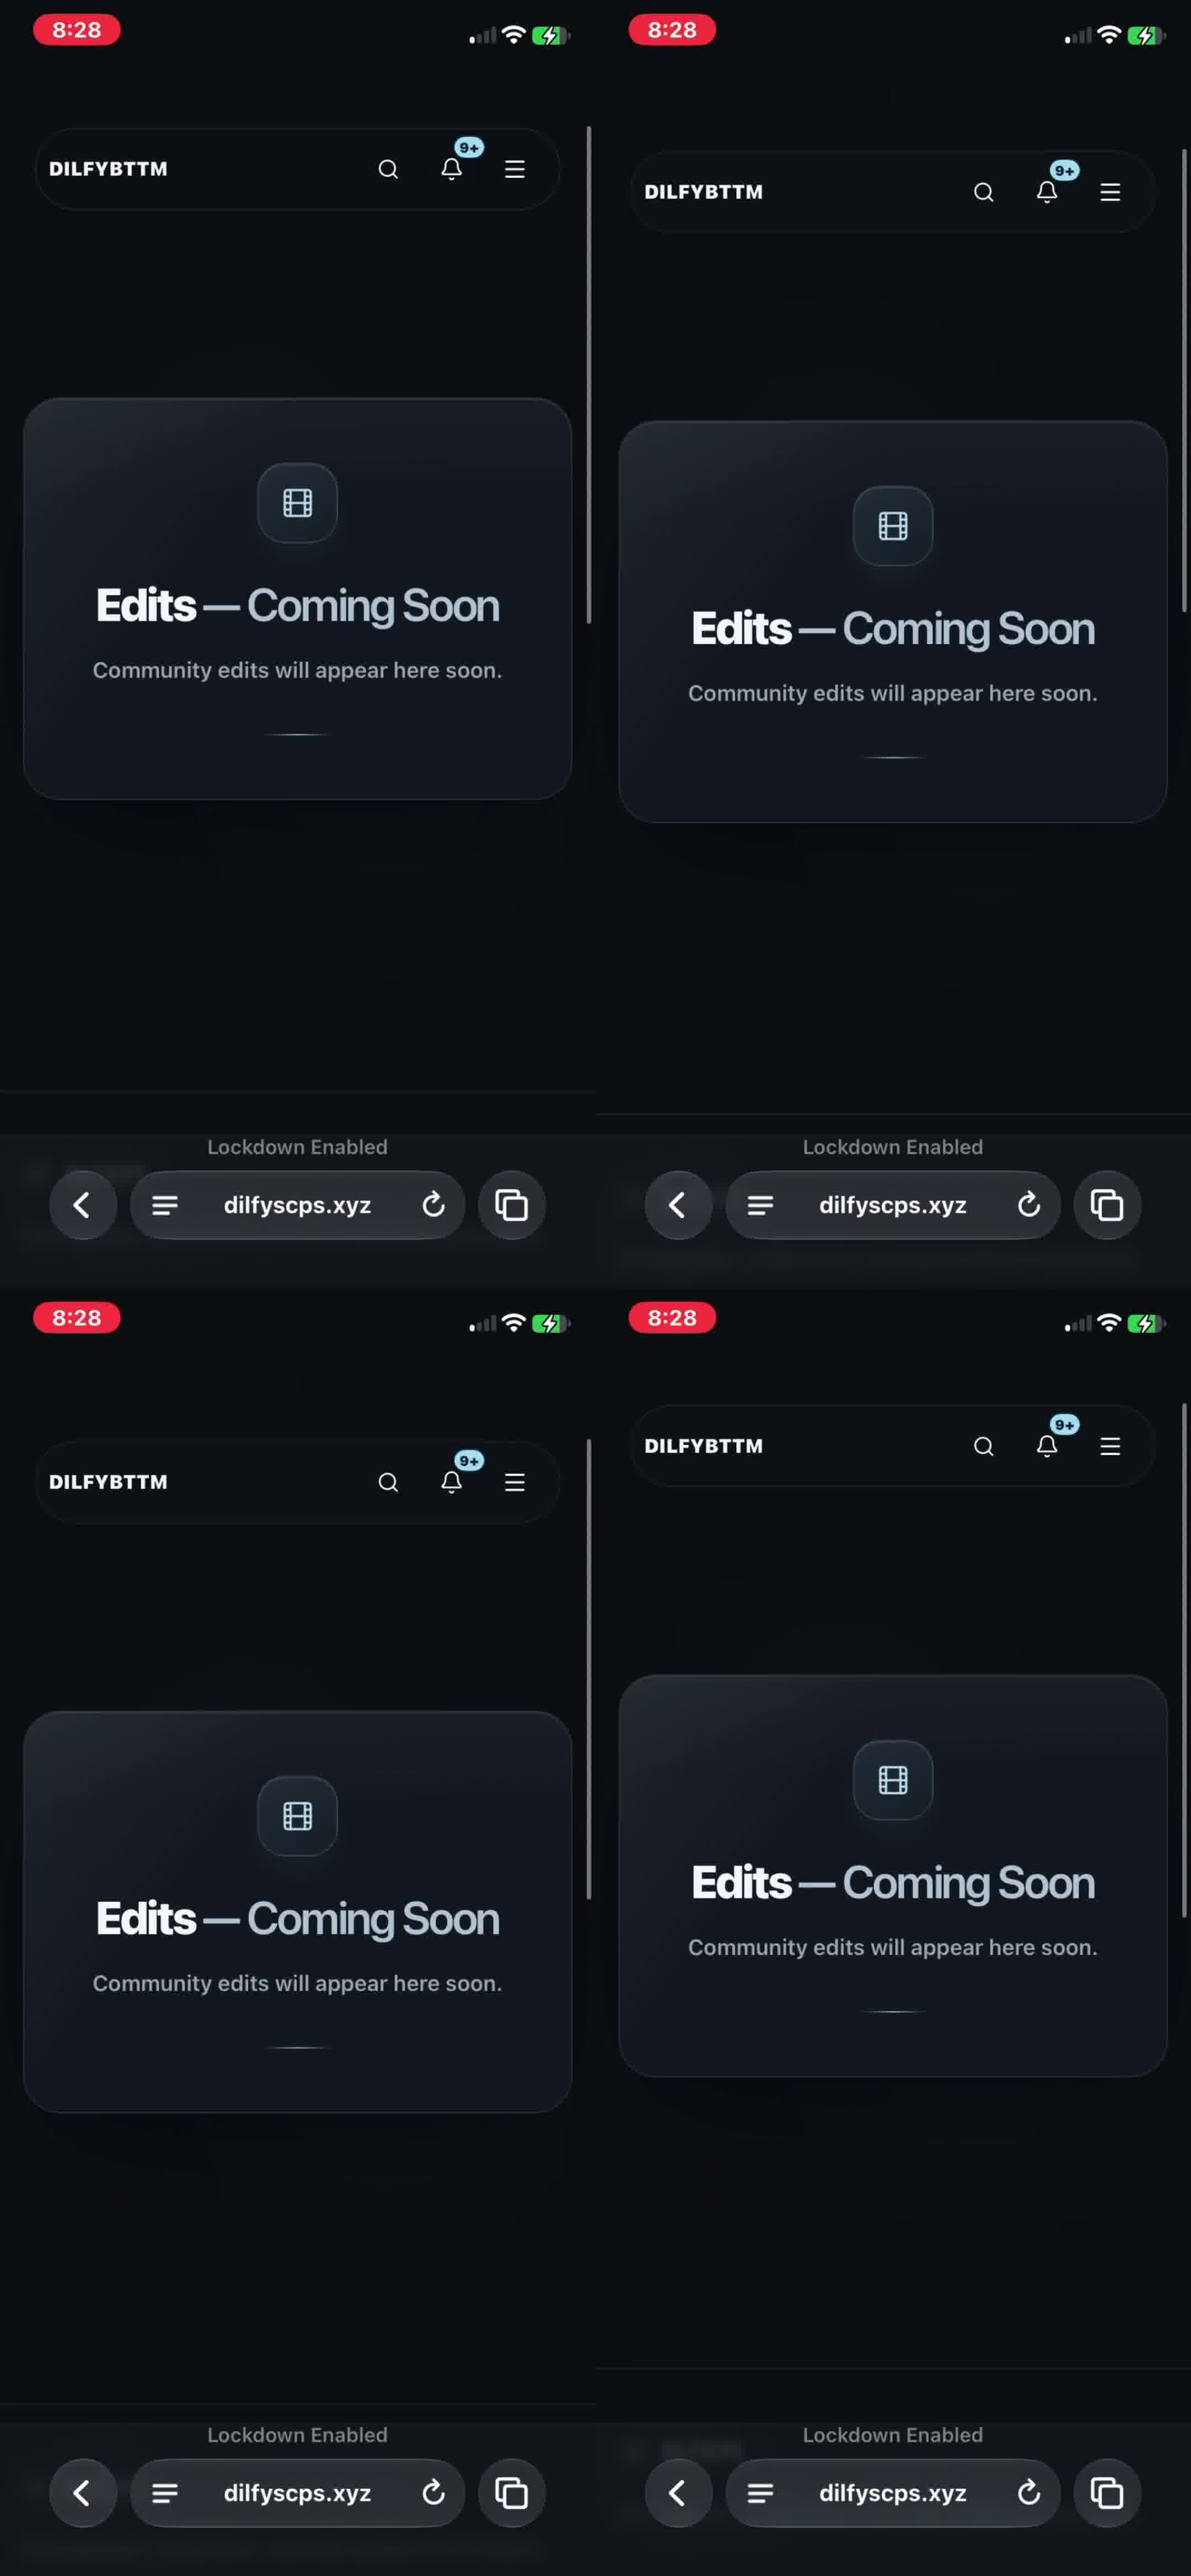 8:28
DILFYBTTM
9+
Edits — Coming Soon
Community edits will appear here soon.
Lockdown Enabled
dilfyscps.xyz
8:28
DILFYBTTM
9+
Edits — Coming Soon
Community edits will appear here soon.
Lockdown Enabled
dilfyscps.xyz
8:28
DILFYBTTM
9+
Edits — Coming Soon
Community edits will appear here soon.
Lockdown Enabled
dilfyscps.xyz
8:28
DILFYBTTM
9+
Edits — Coming Soon
Community edits will appear here soon.
Lockdown Enabled
dilfyscps.xyz